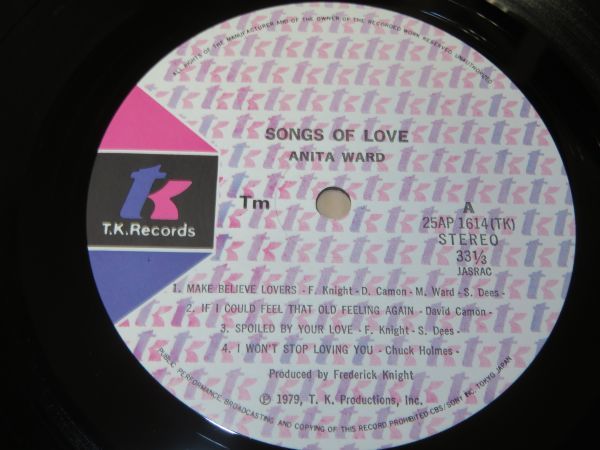 ALL RIGHTS OF THE MANUFACTURER AND OF THE OWNER OF THE RECORDED WORK RESERVED. UNAUTHORIZED
SONGS OF LOVE
ANITA WARD
tk
T.K.Records
Tm
A
25AP 1614(TK)
STEREO
33⅓
JASRAC
1. MAKE BELIEVE LOVERS - F. Knight - D. Camon - M. Ward - S. Dees -
2. IF I COULD FEEL THAT OLD FEELING AGAIN - David Camon -
3. SPOILED BY YOUR LOVE - F. Knight - S. Dees -
4. I WON'T STOP LOVING YOU - Chuck Holmes -
Produced by Frederick Knight
℗ 1979, T. K. Productions, Inc.
PUBLIC PERFORMANCE, BROADCASTING AND COPYING OF THIS RECORD PROHIBITED. CBS/SONY INC. TOKYO JAPAN